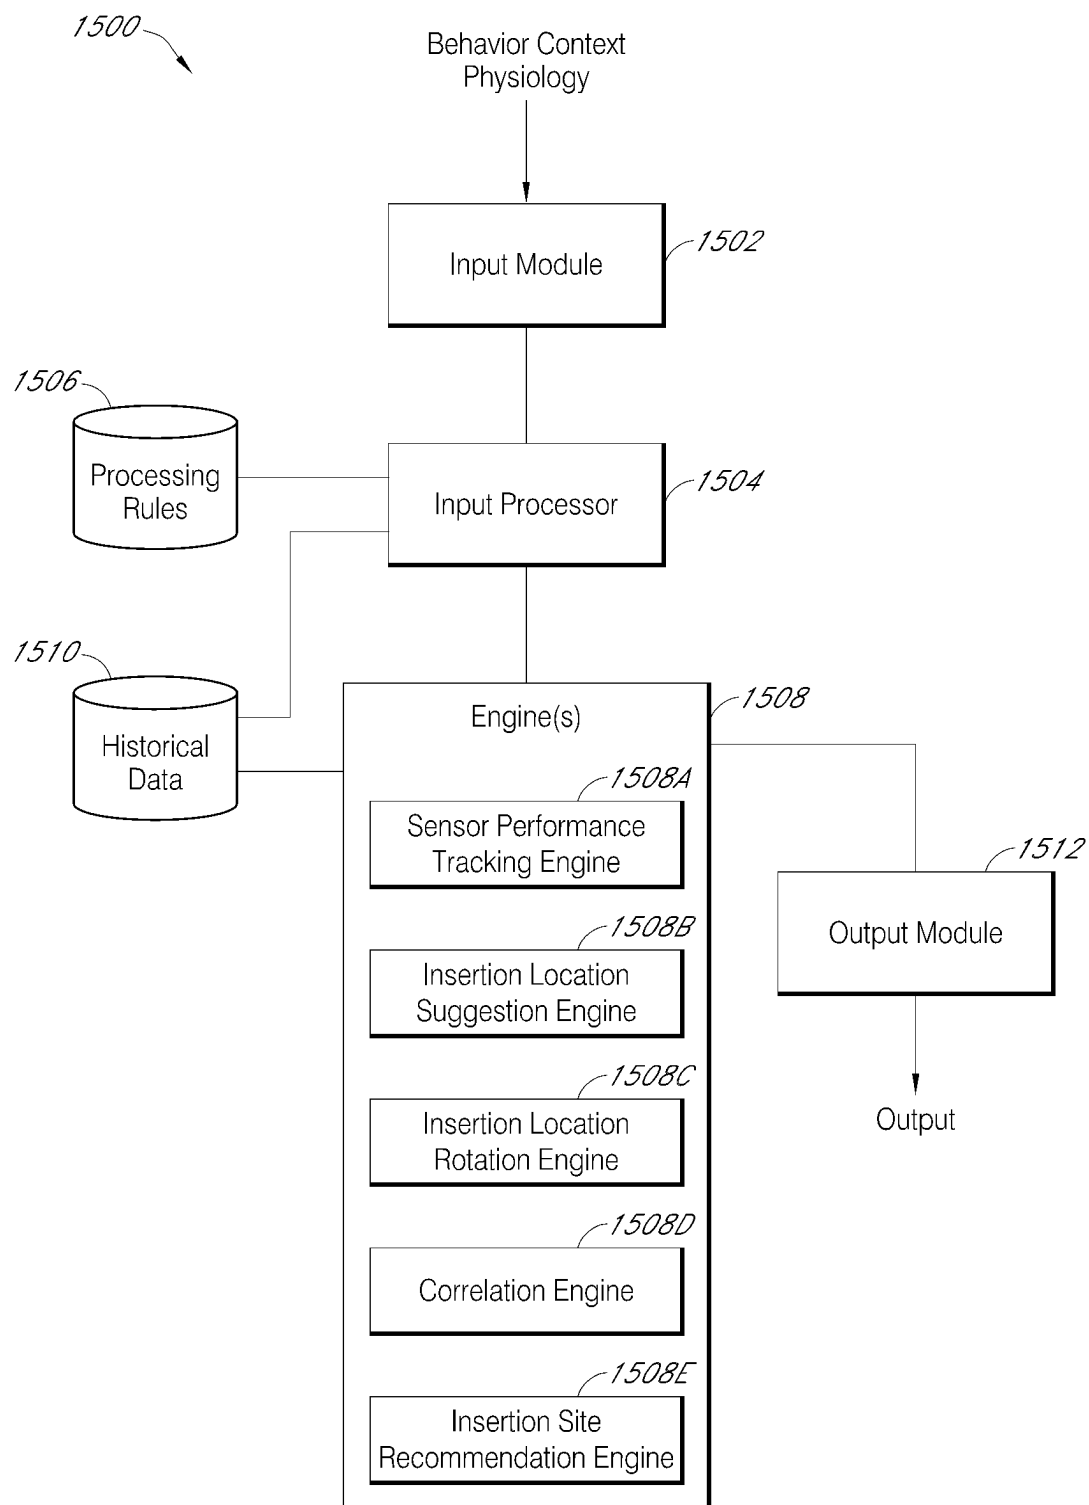 1500
Behavior Context
Physiology
Input Module
1502
1506
Processing
Rules
Input Processor
1504
1510
Historical
Data
Engine(s)
1508
1508A
Sensor Performance
Tracking Engine
1508B
Insertion Location
Suggestion Engine
1508C
Insertion Location
Rotation Engine
1508D
Correlation Engine
1508E
Insertion Site
Recommendation Engine
1512
Output Module
Output